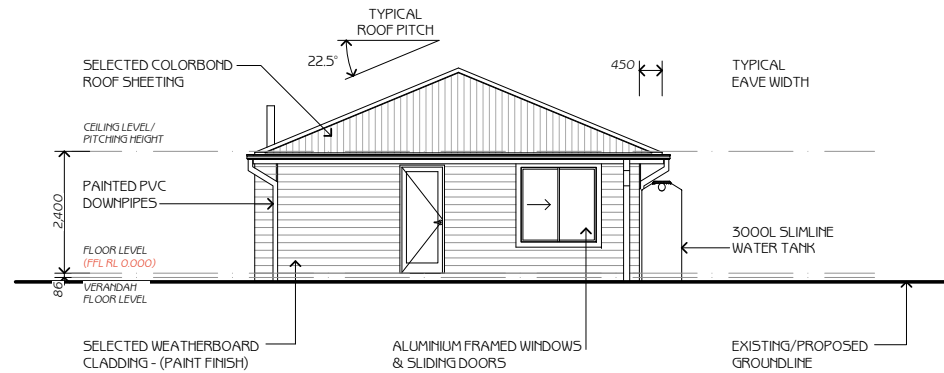 TYPICAL
ROOF PITCH
22.5°
SELECTED COLORBOND
ROOF SHEETING
450
TYPICAL
EAVE WIDTH
CEILING LEVEL/
PITCHING HEIGHT
2,400
PAINTED PVC
DOWNPIPES
3000L SLIMLINE
WATER TANK
FLOOR LEVEL
(FFL RL 0.000)
86
VERANDAH
FLOOR LEVEL
SELECTED WEATHERBOARD
CLADDING - (PAINT FINISH)
ALUMINIUM FRAMED WINDOWS
& SLIDING DOORS
EXISTING/PROPOSED
GROUNDLINE